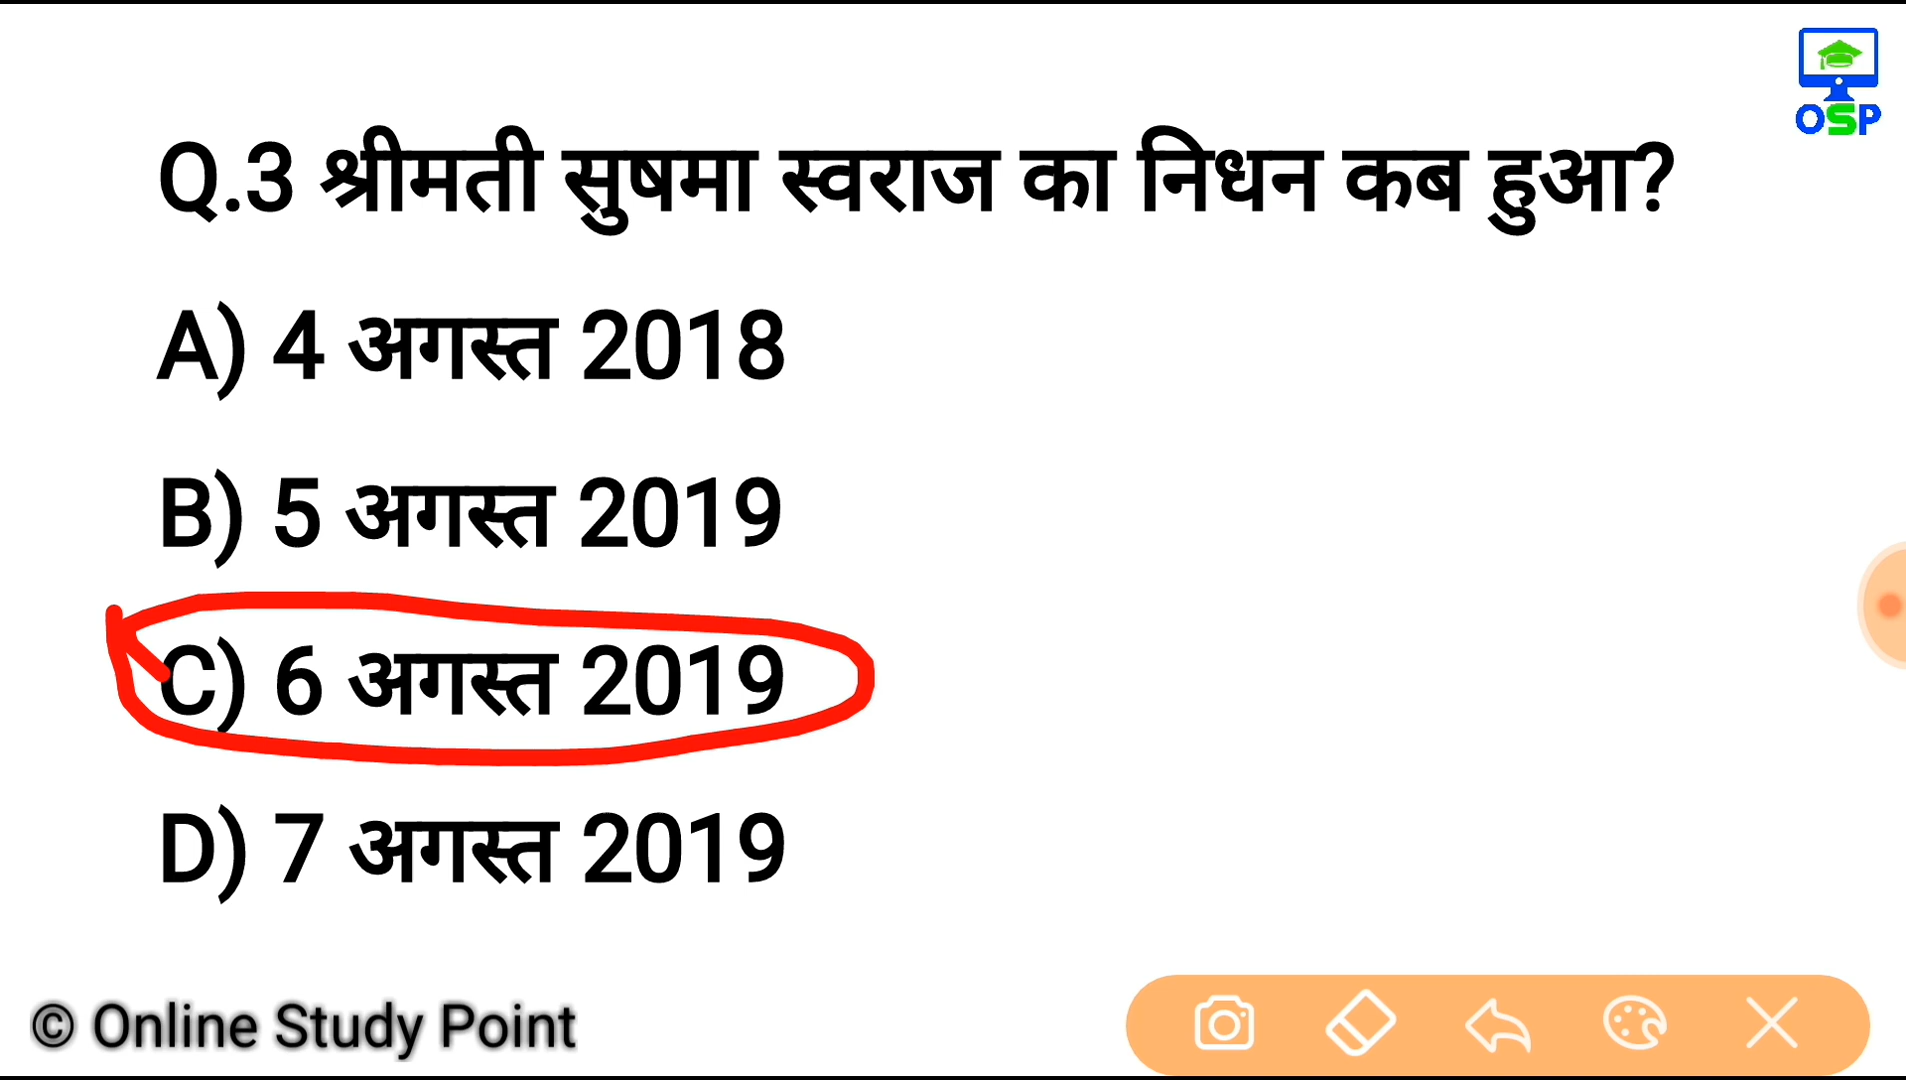 OSP
Q.3 श्रीमती सुषमा स्वराज का निधन कब हुआ?
A) 4 अगस्त 2018
B) 5 अगस्त 2019
C) 6 अगस्त 2019
D) 7 अगस्त 2019
© Online Study Point